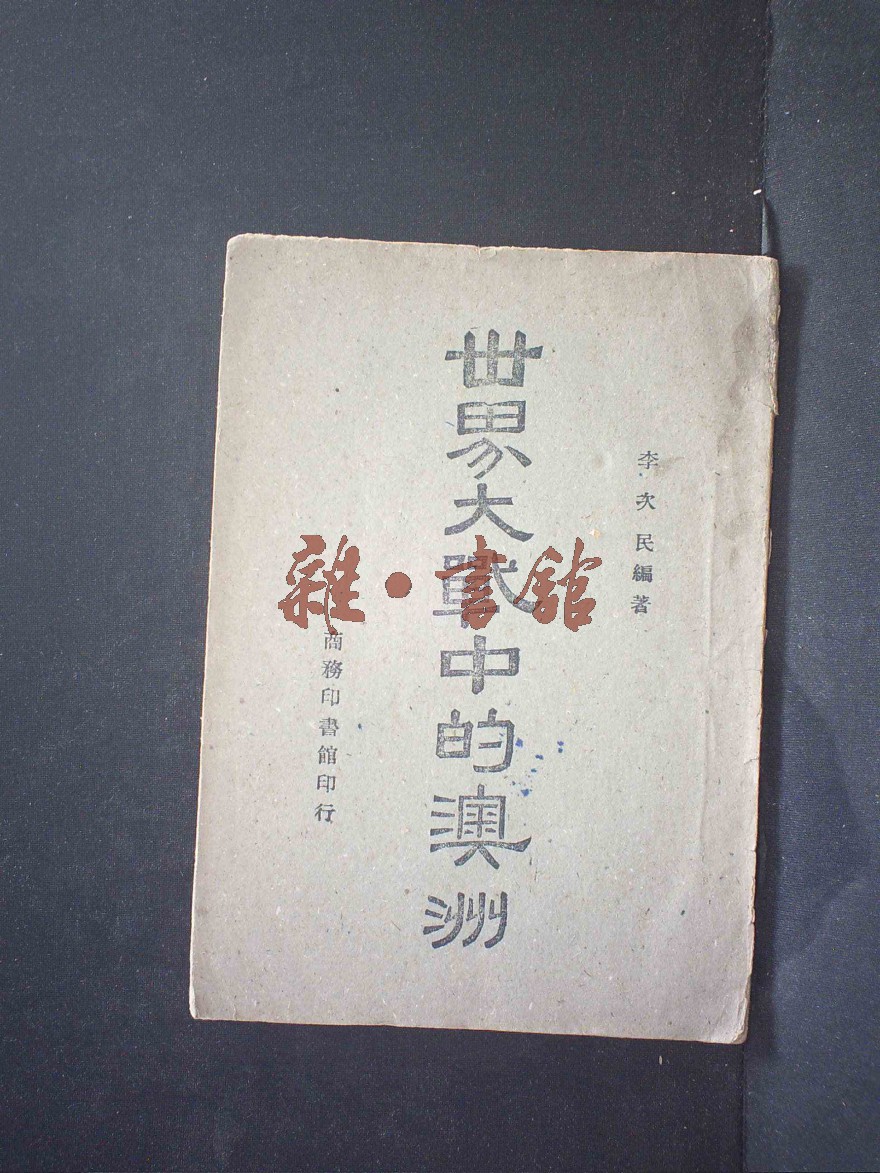 李次民編著
世界大戰中的澳洲
商務印書館印行
雜·書館